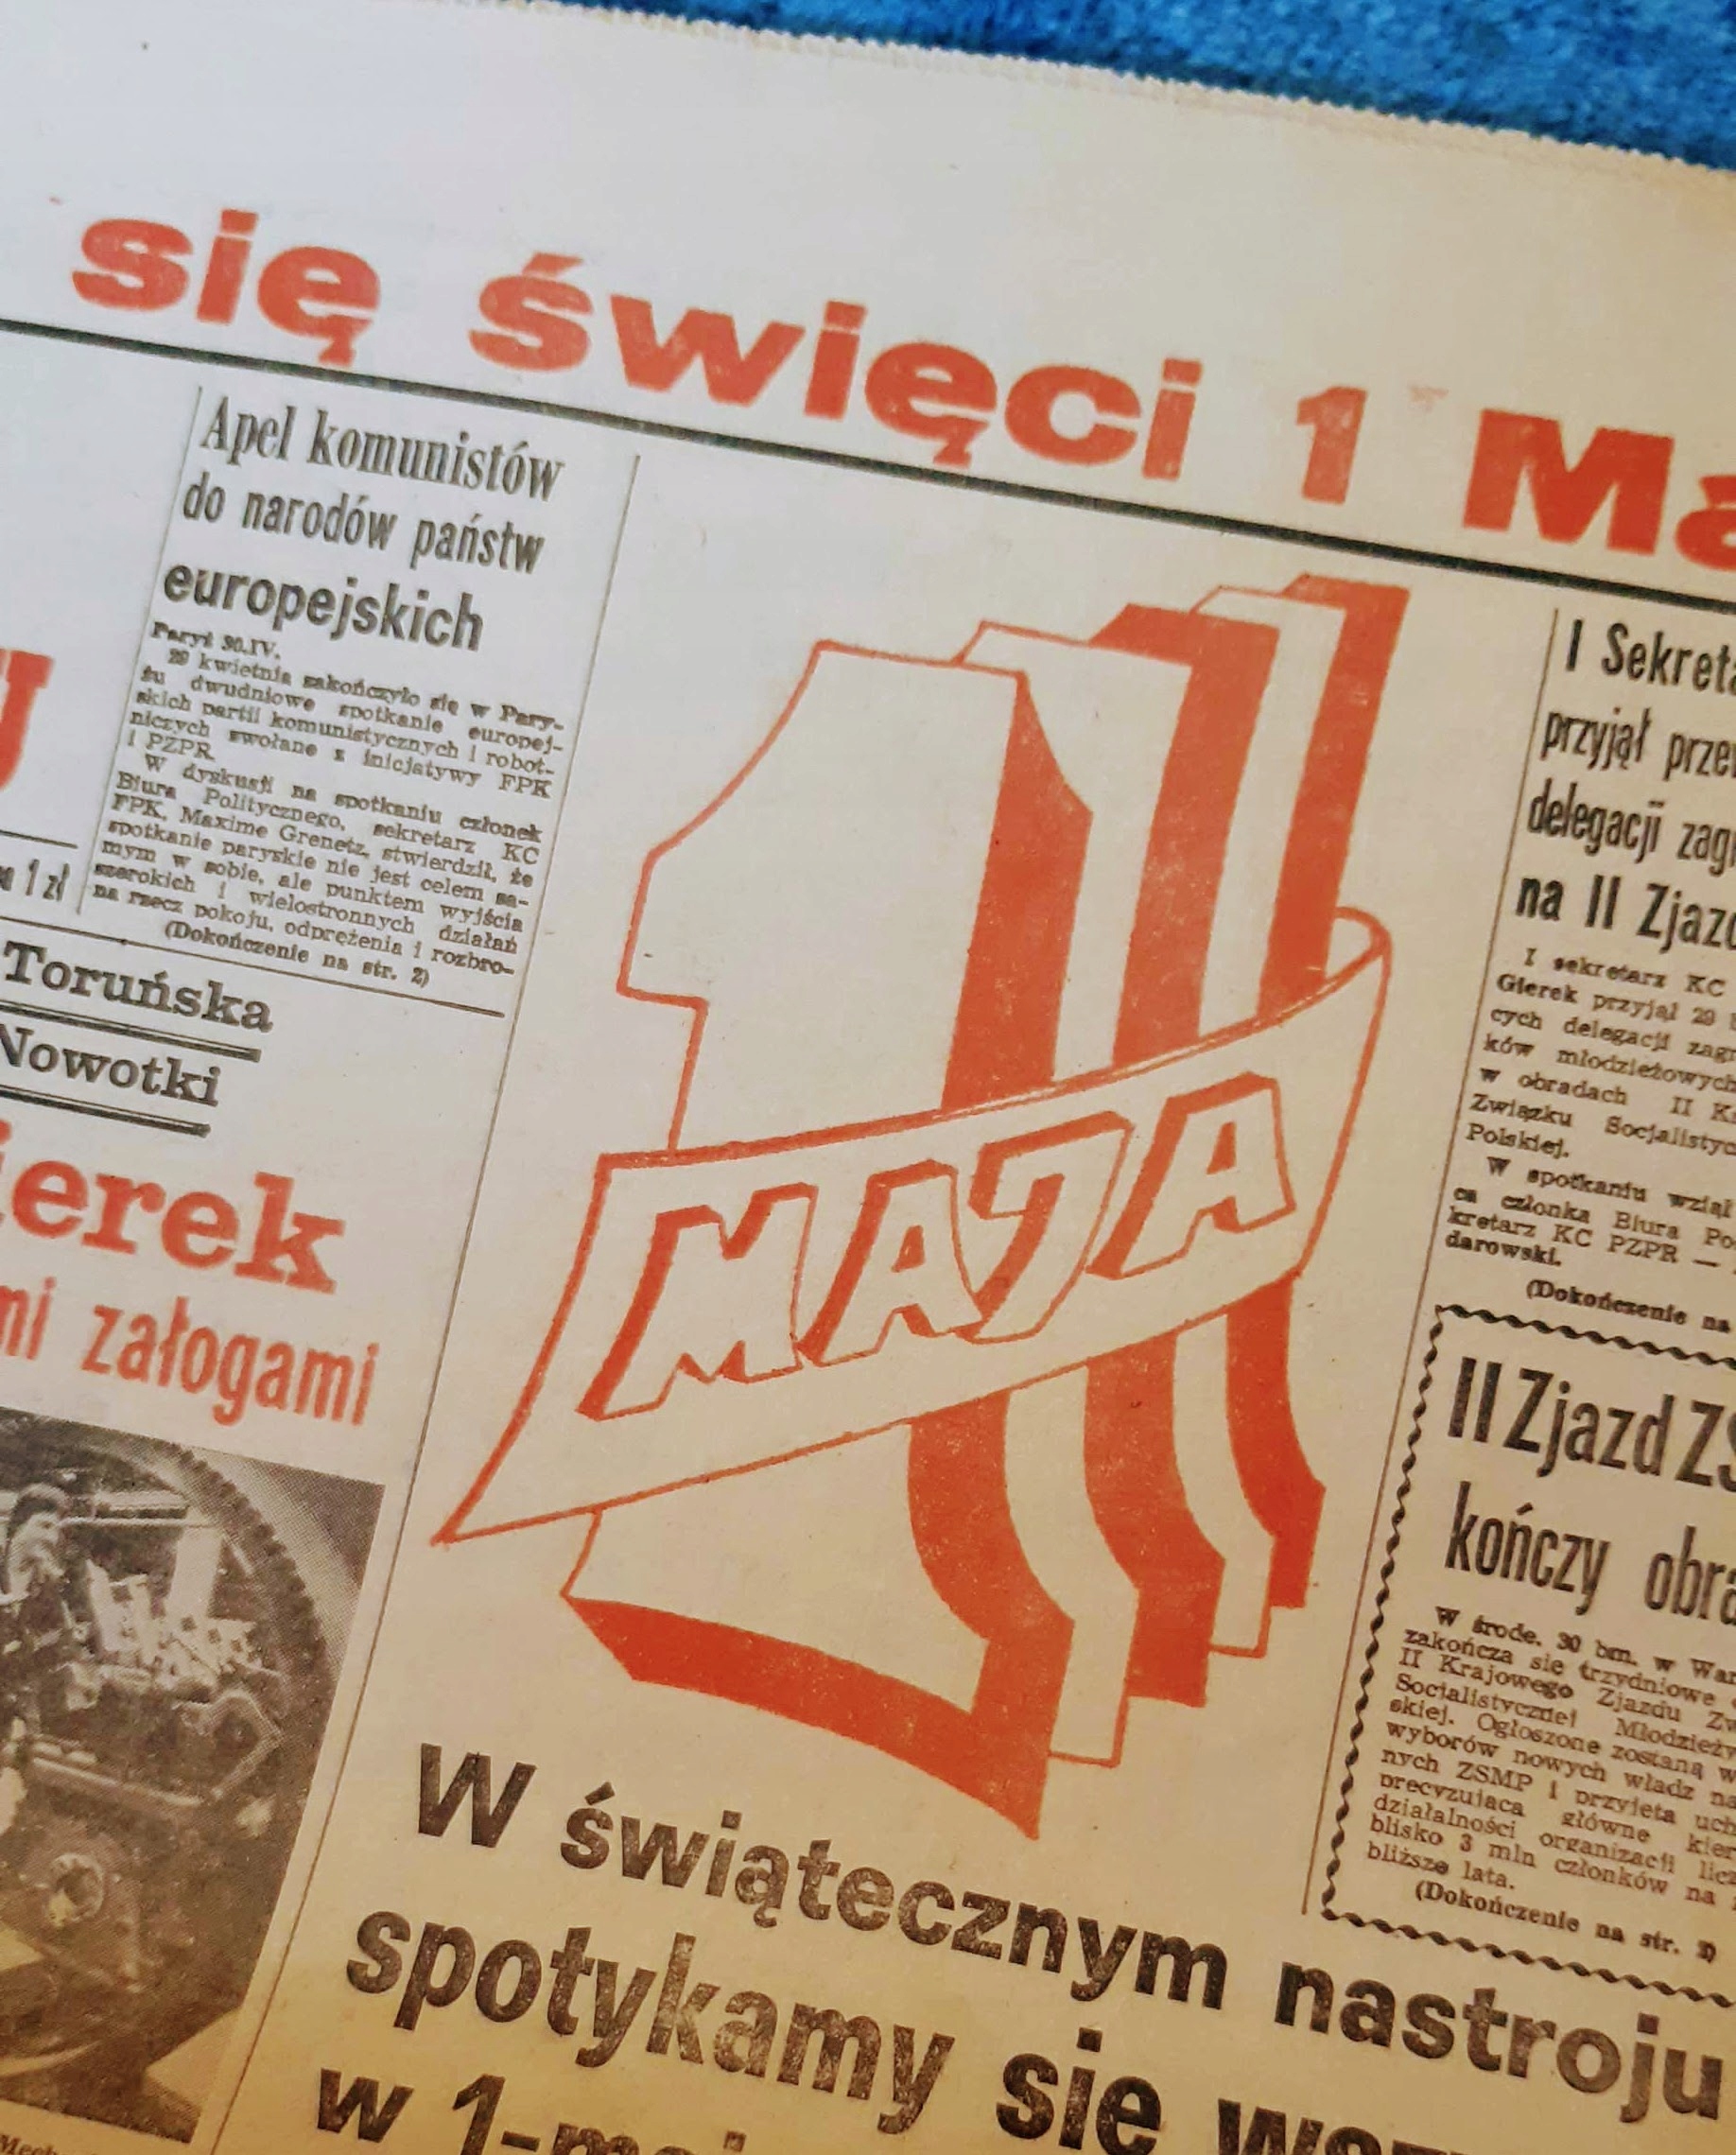 się święci 1 Ma
Apel komunistów
do narodów państw
europejskich
Paryż 30.IV.
29 kwietnia zakończyło się w Pary-
żu dwudniowe spotkanie europej-
skich partii komunistycznych i robot-
niczych zwołane z inicjatywy FPK
i PZPR.
W dyskusji na spotkaniu członek
Biura Politycznego, sekretarz KC
FPK, Maxime Gremetz, stwierdził, że
spotkanie paryskie nie jest celem sa-
mym w sobie, ale punktem wyjścia
szerokich i wielostronnych działań
na rzecz pokoju, odprężenia i rozbro-
(Dokończenie na str. 2)
1 zł
Toruńska
Nowotki
ierek
mi załogami
1
MAJA
W świątecznym nastroju
spotykamy się wsz
w 1-maj
I Sekreta
przyjął prze
delegacji zag
na II Zjazd
I sekretarz KC
Gierek przyjął 29
cych delegacji zagr
ków młodzieżowych
w obradach II K
Związku Socjalistyc
Polskiej.
W spotkaniu wziął
ca członka Biura Po
kretarz KC PZPR —
darowski.
(Dokończenie na
II Zjazd ZS
kończy obra
W środę, 30 bm. w War
zakończa się trzydniowe
II Krajowego Zjazdu Zw
Socjalistycznej Młodzieży
skiej. Ogłoszone zostaną w
wyborów nowych władz na
nych ZSMP i przyjęta uch
precyzująca główne kier
działalności organizacji licz
blisko 3 mln członków na
bliższe lata.
(Dokończenie na str.